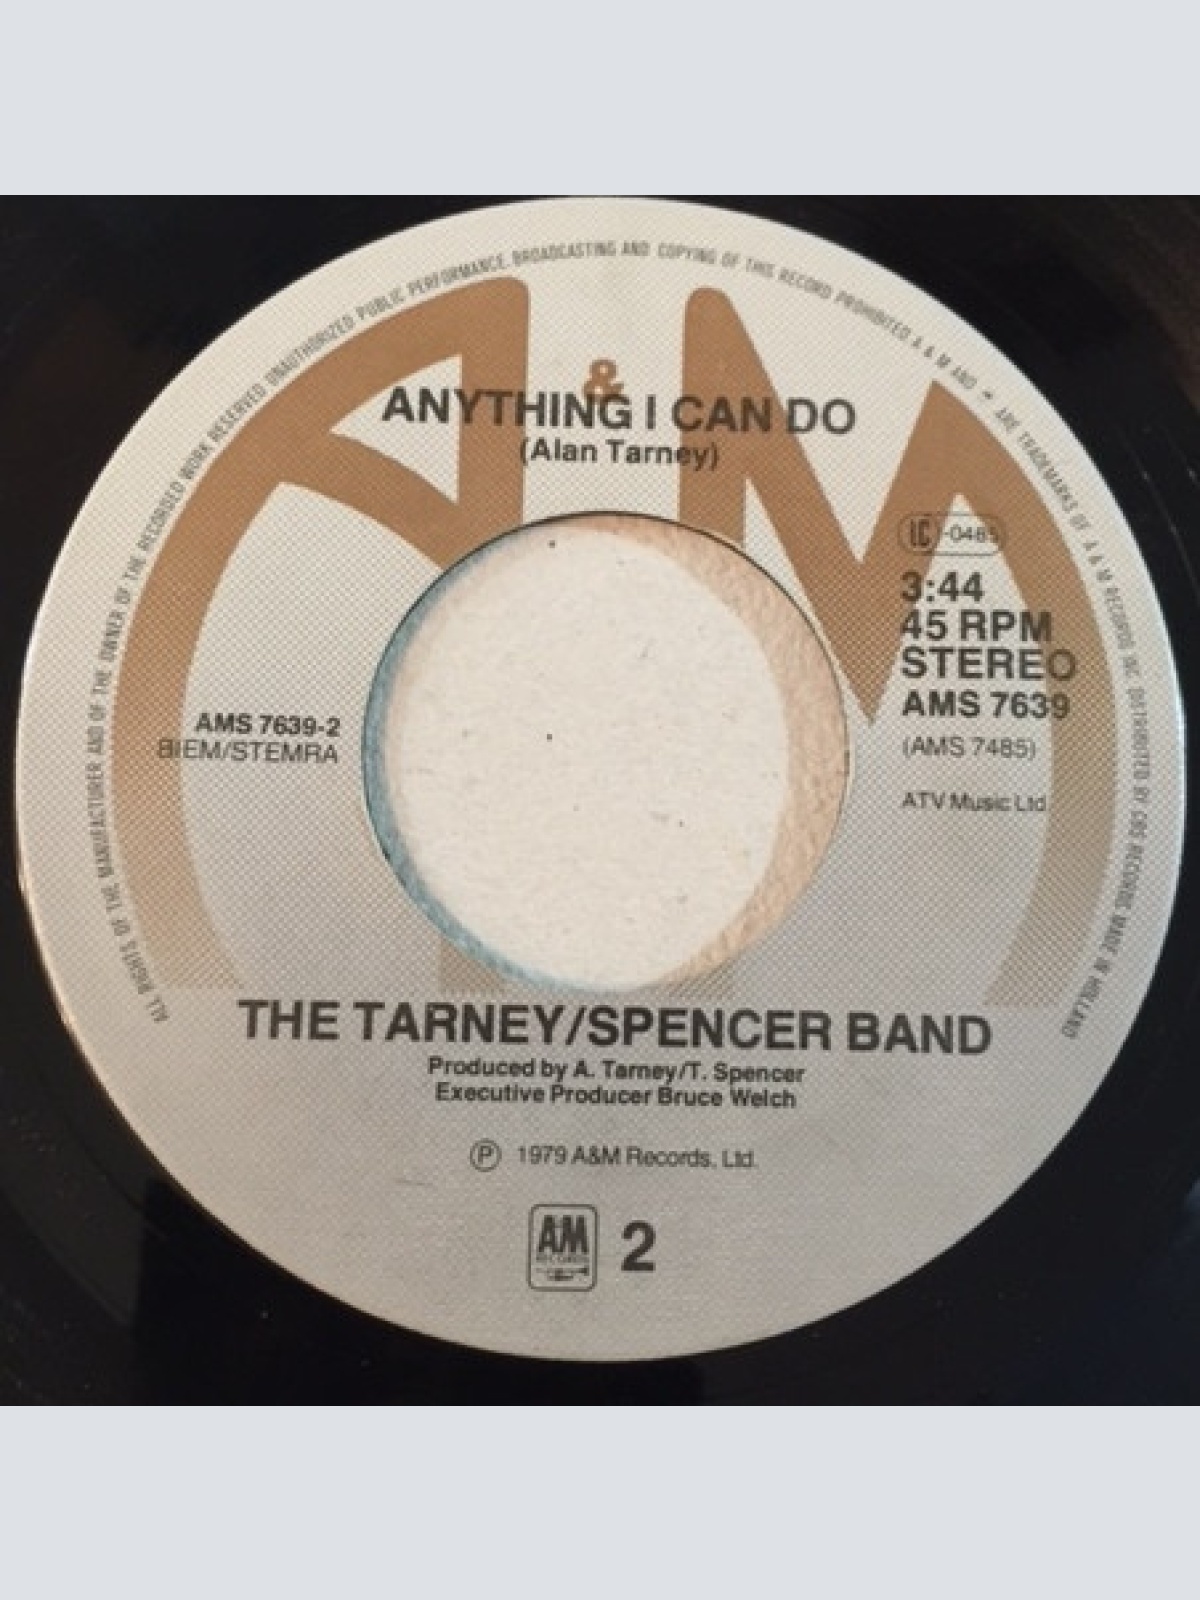 ALL RIGHTS OF THE MANUFACTURER AND OF THE OWNER OF THE RECORDED WORK RESERVED UNAUTHORIZED PUBLIC PERFORMANCE, BROADCASTING AND COPYING OF THIS RECORD PROHIBITED A & M AND ARE TRADEMARKS OF A & M RECORDS INC. DISTRIBUTED BY CBS RECORDS MADE IN HOLLAND
&
ANYTHING I CAN DO
(Alan Tarney)
LC -0485
3:44
45 RPM
STEREO
AMS 7639
(AMS 7485)
ATV Music Ltd
AMS 7639-2
BIEM/STEMRA
THE TARNEY/SPENCER BAND
Produced by A. Tarney/T. Spencer
Executive Producer Bruce Welch
Ⓟ 1979 A&M Records, Ltd.
A&M
RECORDS
2